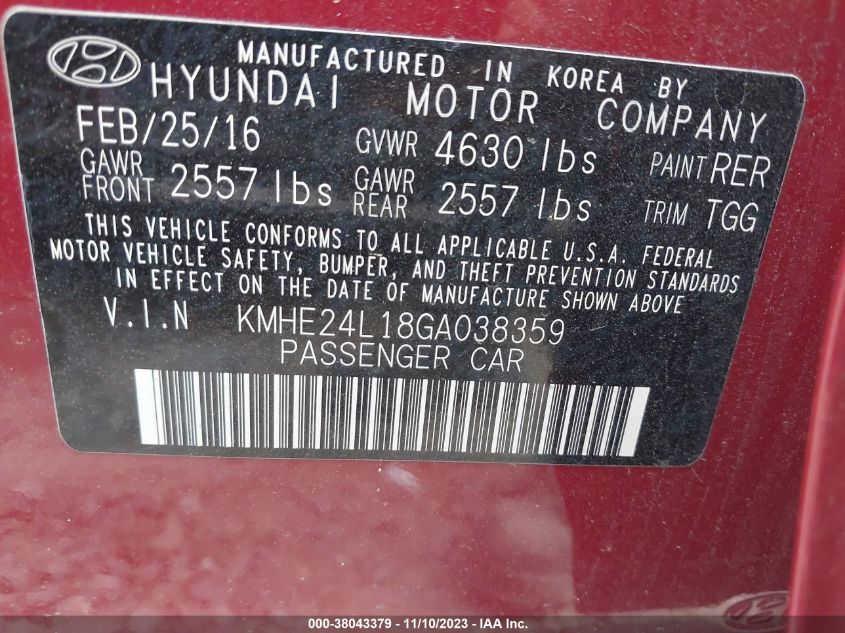 MANUFACTURED IN KOREA BY
HYUNDAI MOTOR COMPANY
FEB/25/16 GVWR 4630 lbs PAINT RER
GAWR FRONT 2557 lbs GAWR REAR 2557 lbs TRIM TGG
THIS VEHICLE CONFORMS TO ALL APPLICABLE U.S.A. FEDERAL
MOTOR VEHICLE SAFETY, BUMPER, AND THEFT PREVENTION STANDARDS
IN EFFECT ON THE DATE OF MANUFACTURE SHOWN ABOVE
V.I.N KMHE24L18GA038359
PASSENGER CAR
000-38043379 - 11/10/2023 - IAA Inc.